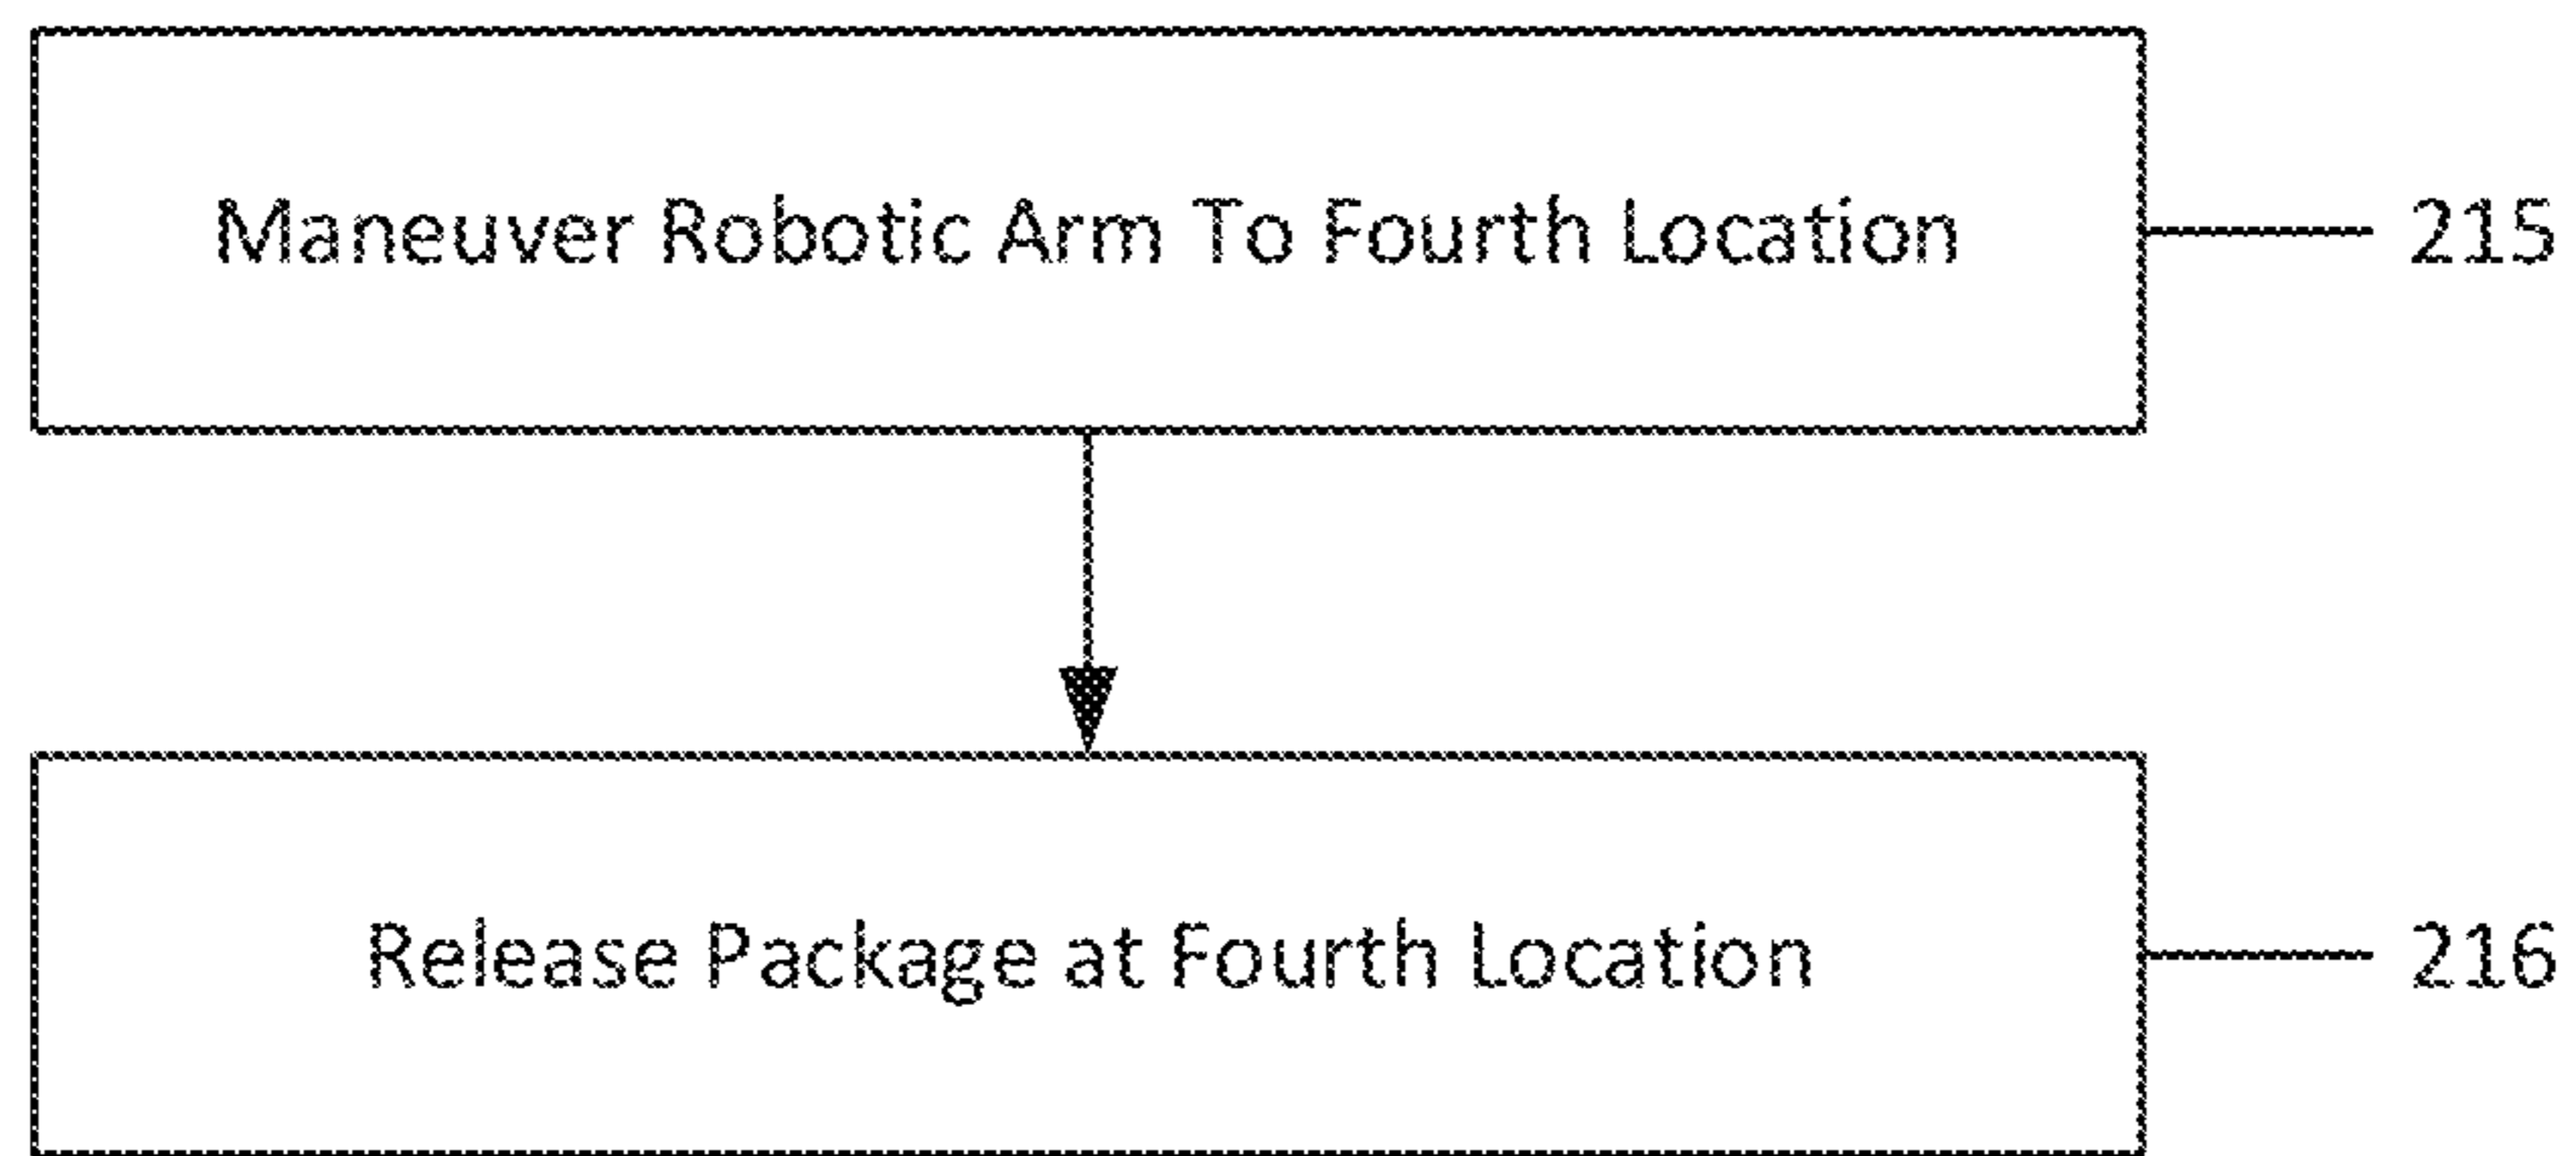 Maneuver Robotic Arm To Fourth Location
215
Release Package at Fourth Location
216